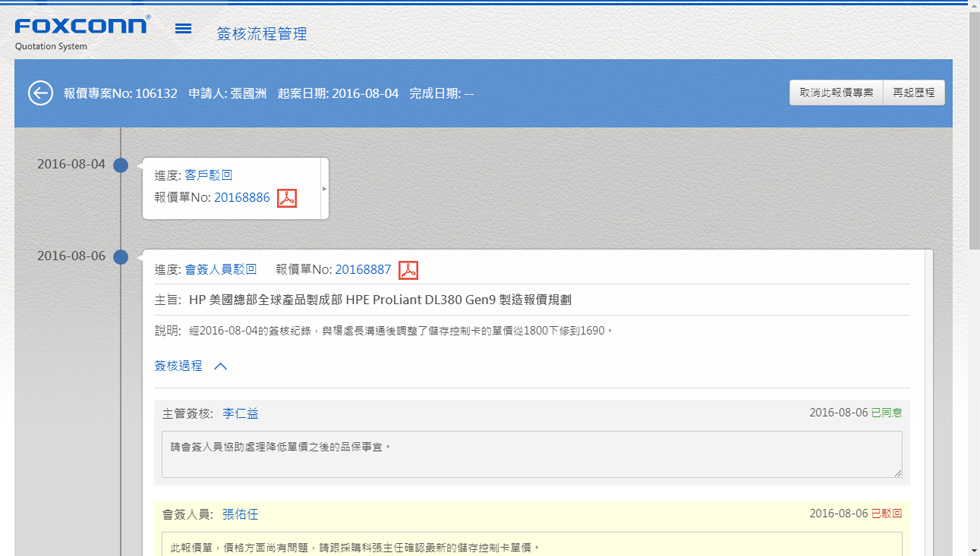 FOXCONN®
Quotation System
簽核流程管理
報價專案No: 106132 申請人: 張國洲 起案日期: 2016-08-04 完成日期: --
取消此報價專案 再起歷程
2016-08-04
進度: 客戶駁回
報價單No: 20168886
2016-08-06
進度: 會簽人員駁回 報價單No: 20168887
主旨: HP 美國總部全球產品製成部 HPE ProLiant DL380 Gen9 製造報價規劃
說明: 經2016-08-04的簽核紀錄，與楊處長溝通後調整了儲存控制卡的單價從1800下修到1690。
簽核過程
主管簽核: 李仁益 2016-08-06 已同意
請會簽人員協助處理降低單價之後的品保事宜。
會簽人員: 張佑任 2016-08-06 已駁回
此報價單，價格方面尚有問題，請跟採購科張主任確認最新的儲存控制卡單價。